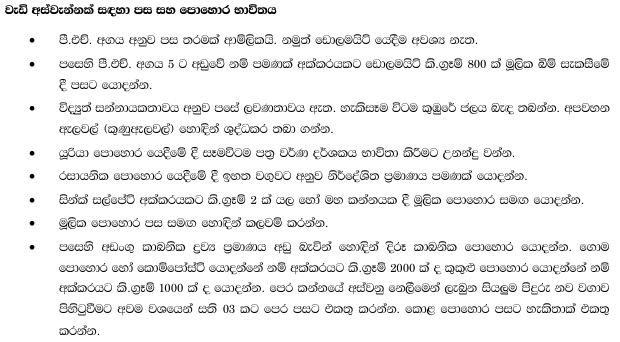 වැඩි අස්වැන්නක් සඳහා පස සහ පොහොර භාවිතය
• පී.එච්. අගය අනුව පස තරමක් ආම්ලිකයි. නමුත් ඩොලමයිට් යෙදීම අවශ්‍ය නැත.
• පසෙහි පී.එච්. අගය 5 ට අඩුවේ නම් පමණක් අක්කරයකට ඩොලමයිට් කි.ග්‍රෑම් 800 ක් මූලික බිම් සැකසීමේ
දී පසට යොදන්න.
• විද්‍යුත් සන්නායකතාවය අනුව පසේ ලවණතාවය ඇත. හැකිසෑම විටම කුඹුරේ ජලය බැඳ තබන්න. අපවහන
ඇලවල් (කුණුඇලවල්) හොඳින් ශුද්ධකර තබා ගන්න.
• යූරියා පොහොර යෙදීමේ දී සෑමවිටම පත්‍ර වර්ණ දර්ශකය භාවිතා කිරීමට උනන්දු වන්න.
• රසායනික පොහොර යෙදීමේ දී ඉහත වගුවට අනුව නිර්දේශිත ප්‍රමාණය පමණක් යොදන්න.
• සින්ක් සල්පේට් අක්කරයකට කි.ග්‍රෑම් 2 ක් යල හෝ මහ කන්නයක දී මූලික පොහොර සමඟ යොදන්න.
• මූලික පොහොර පස සමඟ හොඳින් කලවම් කරන්න.
• පසෙහි අඩංගු කාබනික ද්‍රව්‍ය ප්‍රමාණය අඩු බැවින් හොඳින් දිරූ කාබනික පොහොර යොදන්න. ගොම
පොහොර හෝ කොම්පෝස්ට් යොදන්නේ නම් අක්කරයට කි.ග්‍රෑම් 2000 ක් ද කුකුළු පොහොර යොදන්නේ නම්
අක්කරයට කි.ග්‍රෑම් 1000 ක් ද යොදන්න. පෙර කන්නයේ අස්වනු නෙලීමෙන් ලැබුන සියලුම පිදුරු නව වගාව
පිහිටුවීමට අවම වශයෙන් සති 03 කට පෙර පසට එකතු කරන්න. කොළ පොහොර පසට හැකිතාක් එකතු
කරන්න.